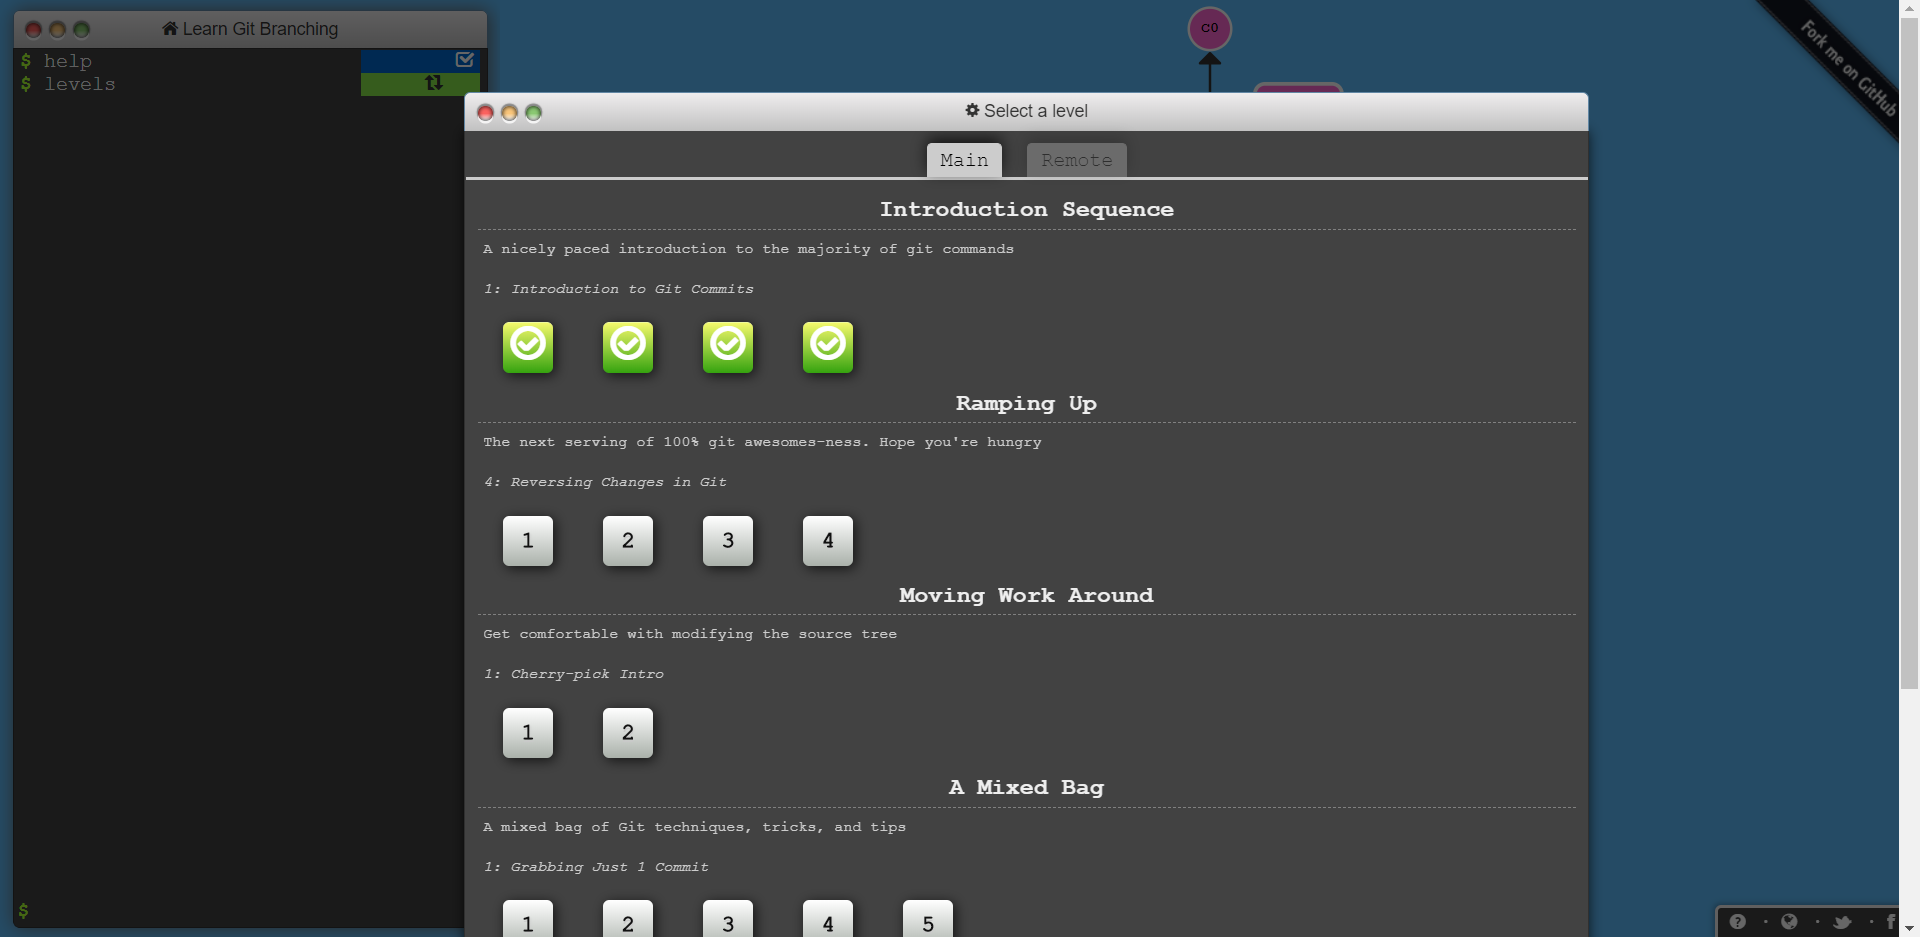 Learn Git Branching
$ help
$ levels
$
C0
Fork me on GitHub
Select a level
Main Remote
Introduction Sequence
A nicely paced introduction to the majority of git commands
1: Introduction to Git Commits
Ramping Up
The next serving of 100% git awesomes-ness. Hope you're hungry
4: Reversing Changes in Git
1 2 3 4
Moving Work Around
Get comfortable with modifying the source tree
1: Cherry-pick Intro
1 2
A Mixed Bag
A mixed bag of Git techniques, tricks, and tips
1: Grabbing Just 1 Commit
1 2 3 4 5